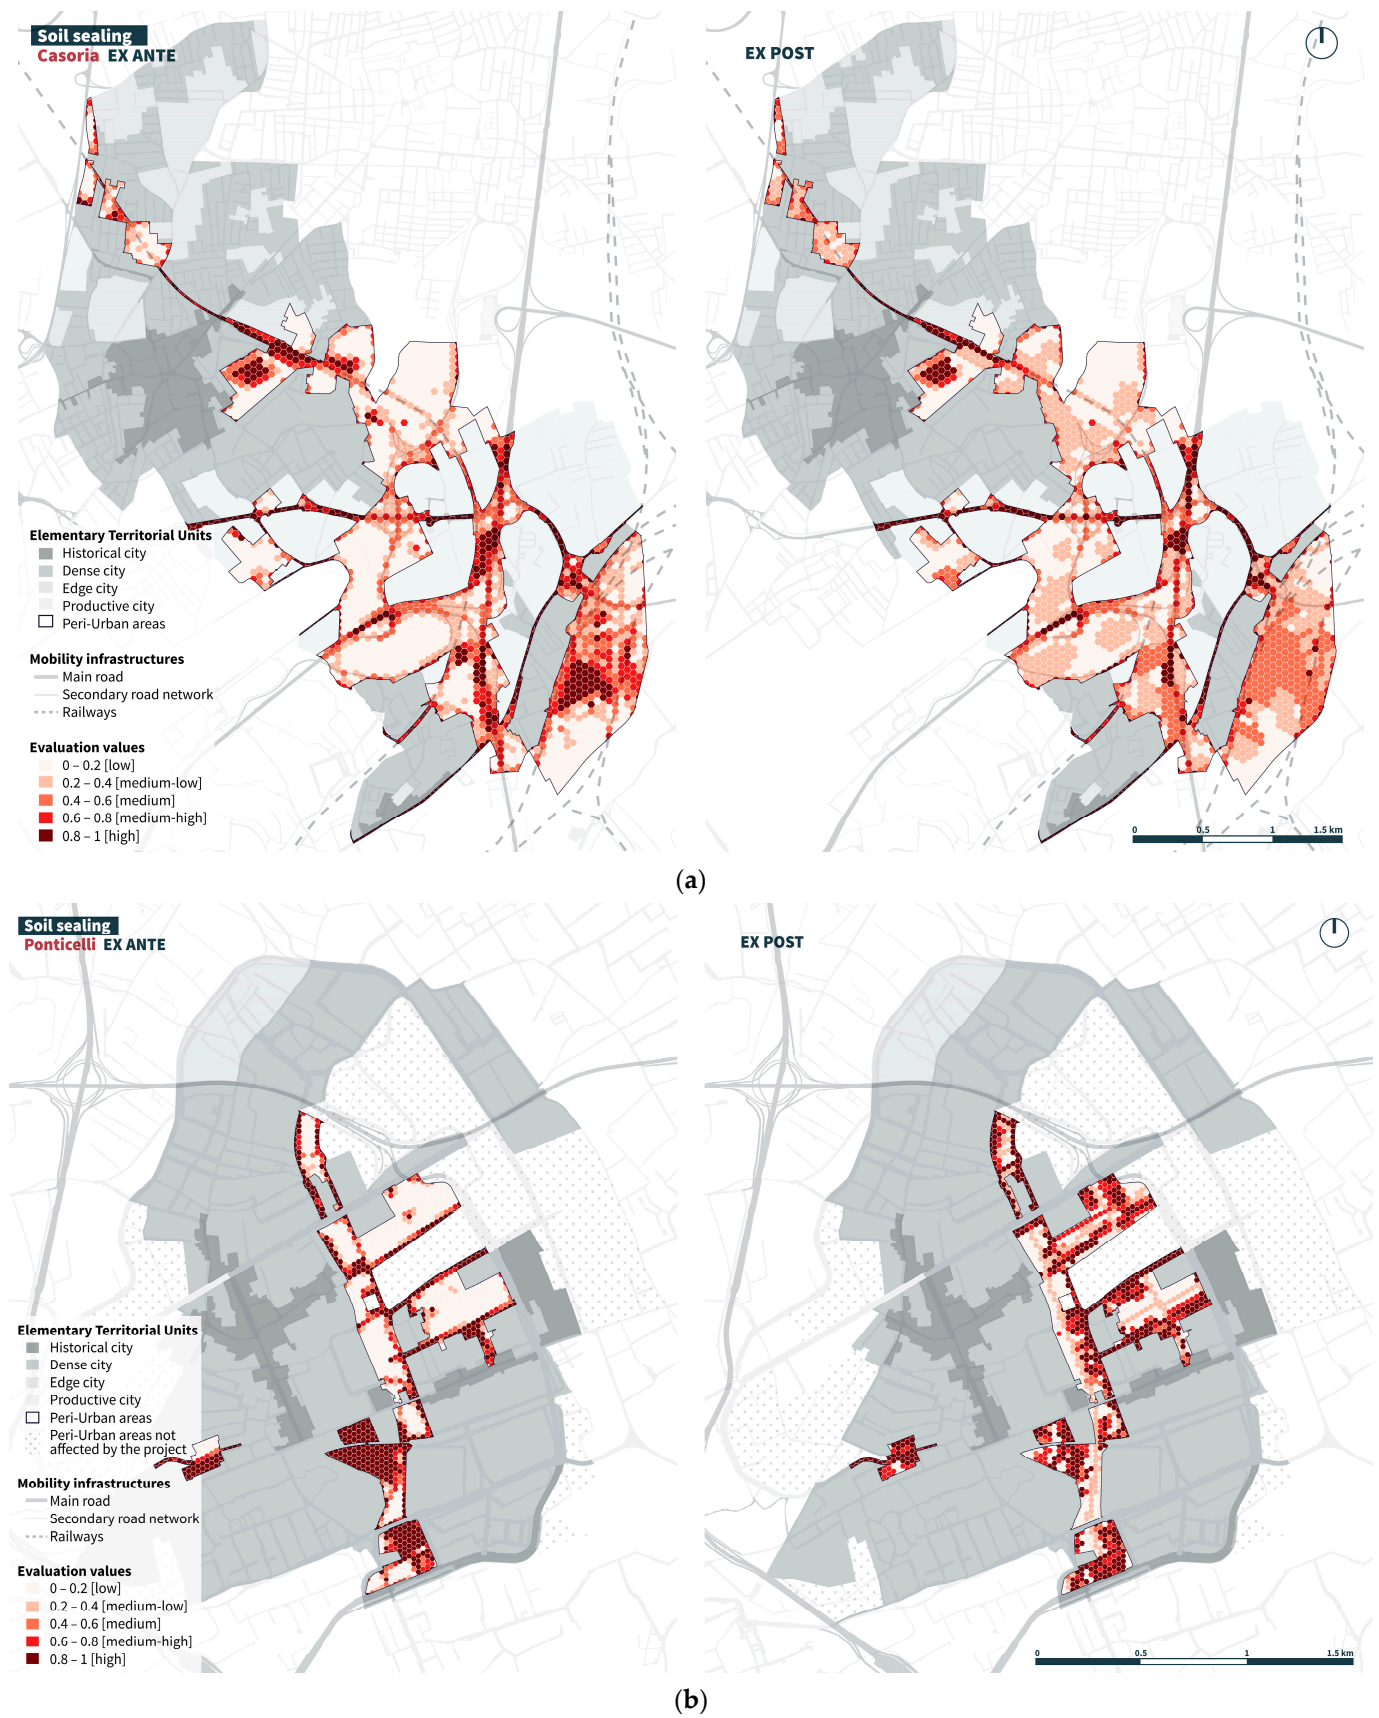 Soil sealing
Casoria EX ANTE
EX POST
Elementary Territorial Units
Historical city
Dense city
Edge city
Productive city
Peri-Urban areas
Mobility infrastructures
Main road
Secondary road network
Railways
Evaluation values
0 – 0.2 [low]
0.2 – 0.4 [medium-low]
0.4 – 0.6 [medium]
0.6 – 0.8 [medium-high]
0.8 – 1 [high]
0 0.5 1 1.5 km
(a)
Soil sealing
Ponticelli EX ANTE
EX POST
Elementary Territorial Units
Historical city
Dense city
Edge city
Productive city
Peri-Urban areas
Peri-Urban areas not
affected by the project
Mobility infrastructures
Main road
Secondary road network
Railways
Evaluation values
0 – 0.2 [low]
0.2 – 0.4 [medium-low]
0.4 – 0.6 [medium]
0.6 – 0.8 [medium-high]
0.8 – 1 [high]
0 0.5 1 1.5 km
(b)